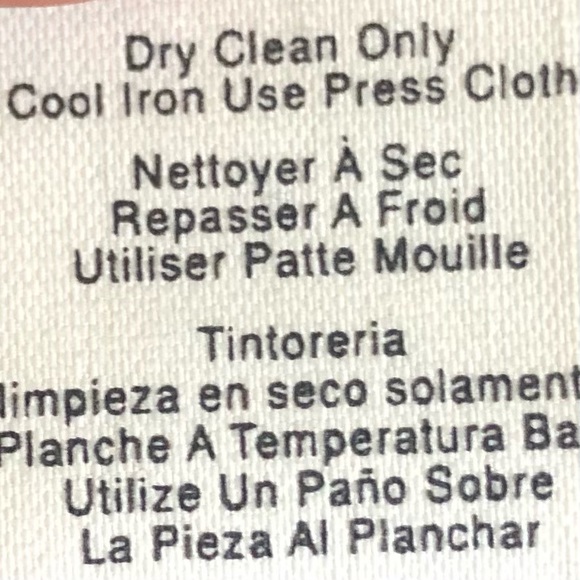 Dry Clean Only
Cool Iron Use Press Cloth
Nettoyer À Sec
Repasser A Froid
Utiliser Patte Mouille
Tintoreria
limpieza en seco solament
Planche A Temperatura Ba
Utilize Un Paño Sobre
La Pieza Al Planchar